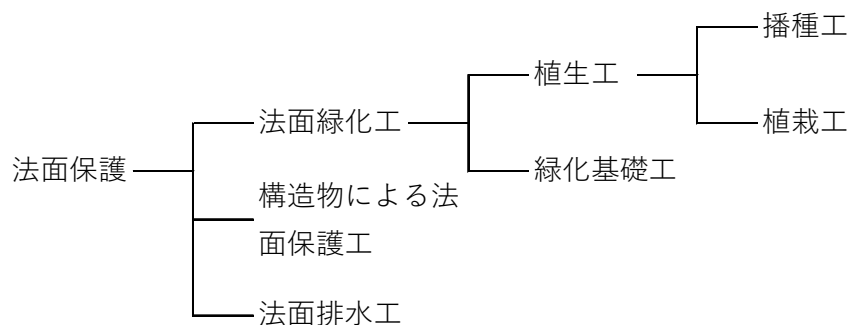 播種工
植生工
法面緑化工
植栽工
法面保護
緑化基礎工
構造物による法
面保護工
法面排水工